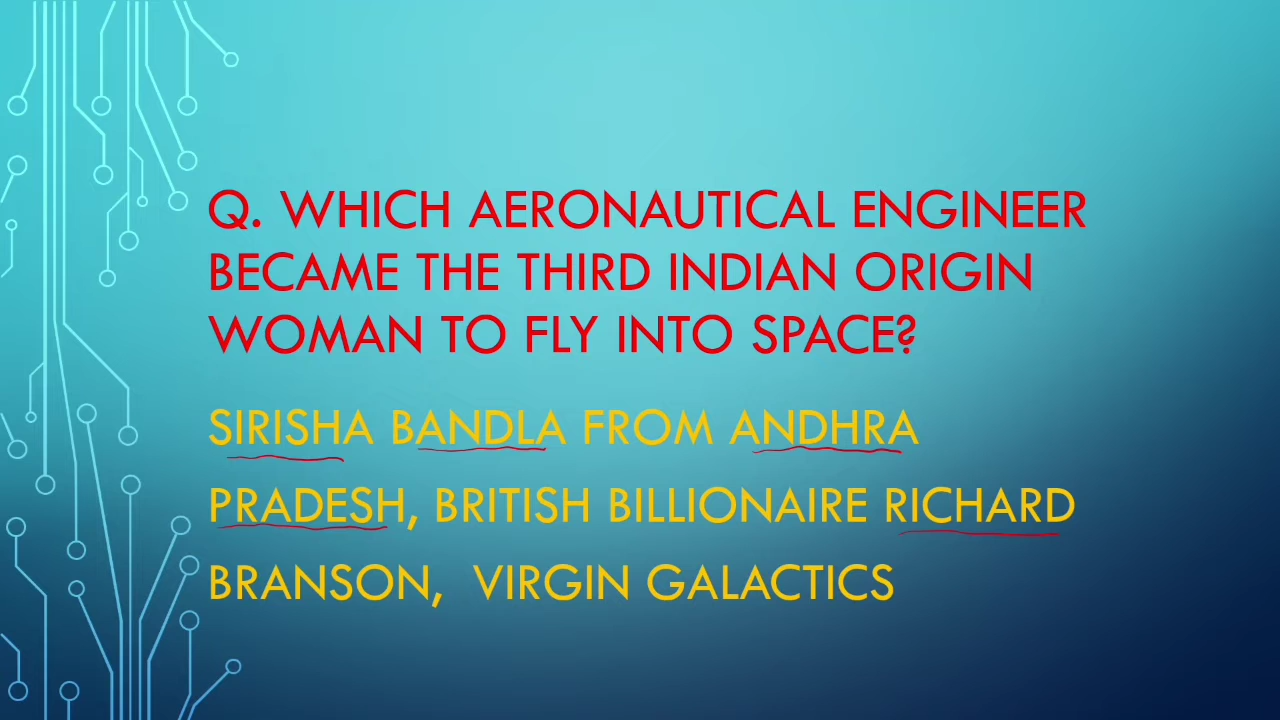 Q. WHICH AERONAUTICAL ENGINEER
BECAME THE THIRD INDIAN ORIGIN
WOMAN TO FLY INTO SPACE?
SIRISHA BANDLA FROM ANDHRA
PRADESH, BRITISH BILLIONAIRE RICHARD
BRANSON, VIRGIN GALACTICS